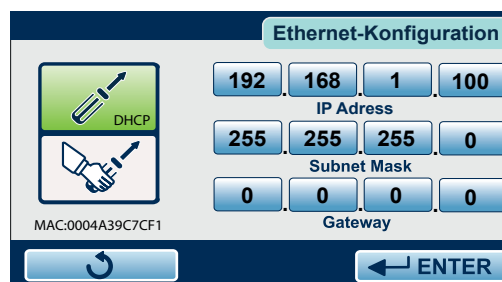 Ethernet-Konfiguration
DHCP
MAC:0004A39C7CF1
192 . 168 . 1 . 100
IP Adress
255 . 255 . 255 . 0
Subnet Mask
0 . 0 . 0 . 0
Gateway
ENTER